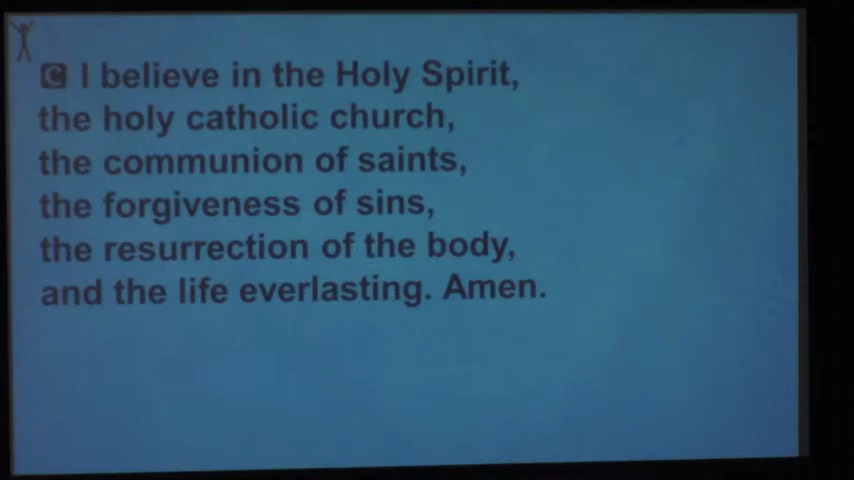 C I believe in the Holy Spirit,
the holy catholic church,
the communion of saints,
the forgiveness of sins,
the resurrection of the body,
and the life everlasting. Amen.